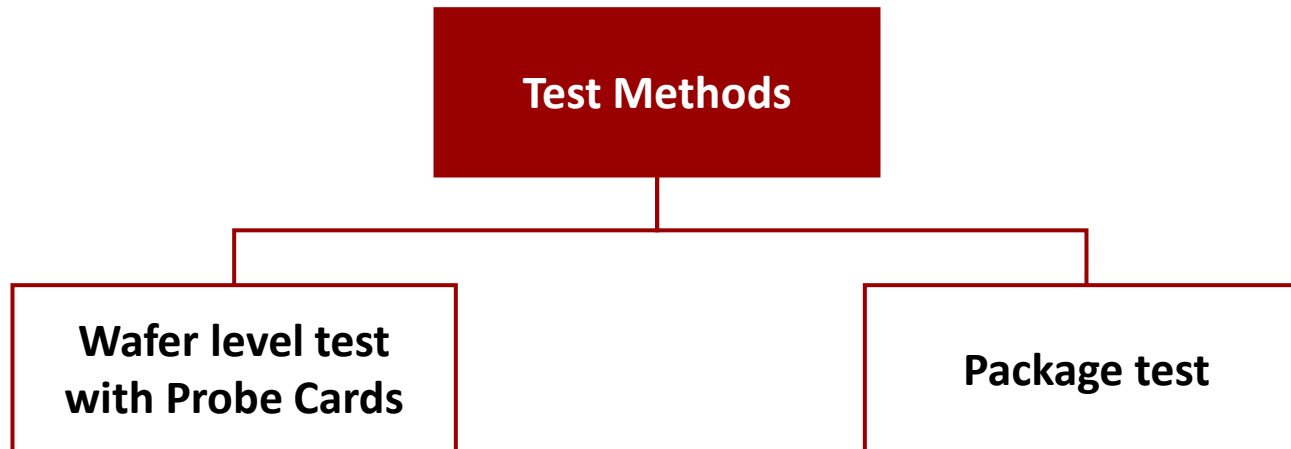 Test Methods
Wafer level test
with Probe Cards
Package test